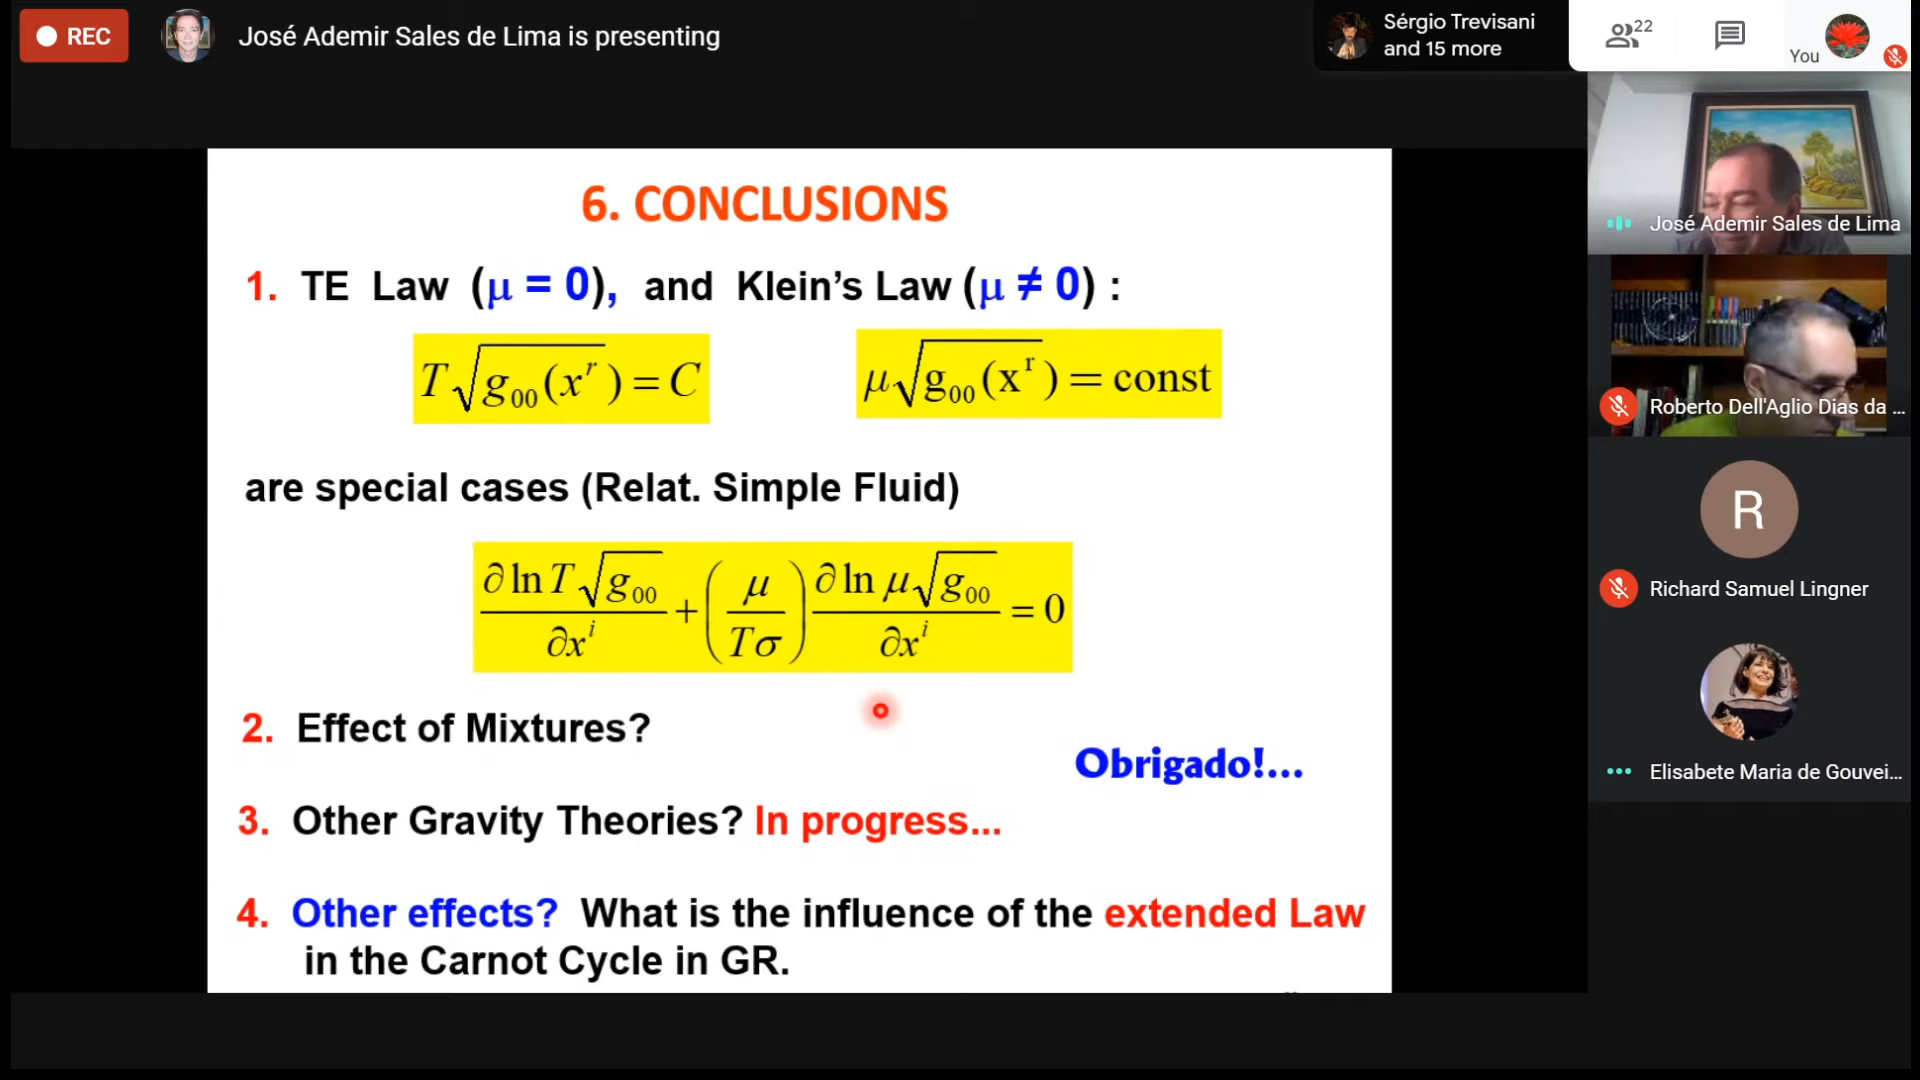 REC
José Ademir Sales de Lima is presenting
Sérgio Trevisani
and 15 more
22
You
6. CONCLUSIONS
1. TE Law (μ = 0), and Klein's Law (μ ≠ 0) :
T√g₀₀(xʳ) = C
μ√g₀₀(xʳ) = const
are special cases (Relat. Simple Fluid)
∂ ln T√g₀₀ / ∂xⁱ + (μ / Tσ) ∂ ln μ√g₀₀ / ∂xⁱ = 0
2. Effect of Mixtures?
Obrigado!...
3. Other Gravity Theories? In progress...
4. Other effects? What is the influence of the extended Law
in the Carnot Cycle in GR.
José Ademir Sales de Lima
Roberto Dell'Aglio Dias da ...
R
Richard Samuel Lingner
Elisabete Maria de Gouvei...